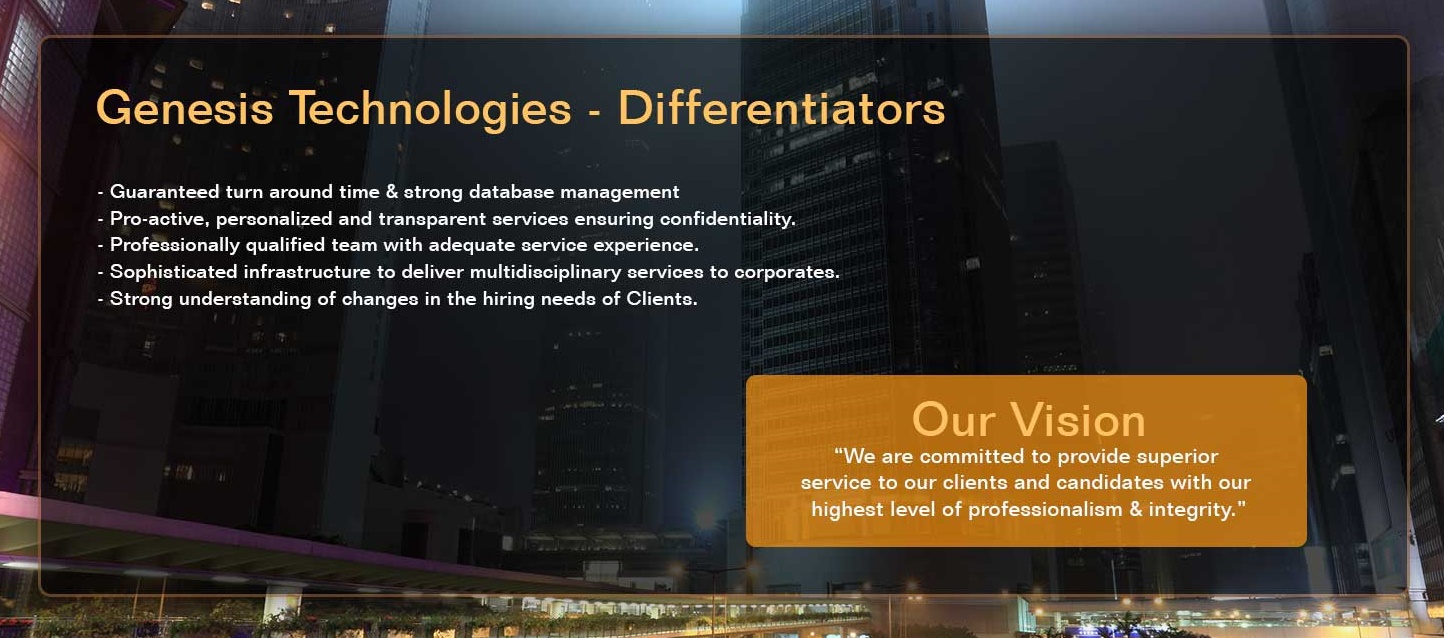 Genesis Technologies - Differentiators
- Guaranteed turn around time & strong database management
- Pro-active, personalized and transparent services ensuring confidentiality.
- Professionally qualified team with adequate service experience.
- Sophisticated infrastructure to deliver multidisciplinary services to corporates.
- Strong understanding of changes in the hiring needs of Clients.
Our Vision
“We are committed to provide superior
service to our clients and candidates with our
highest level of professionalism & integrity.”